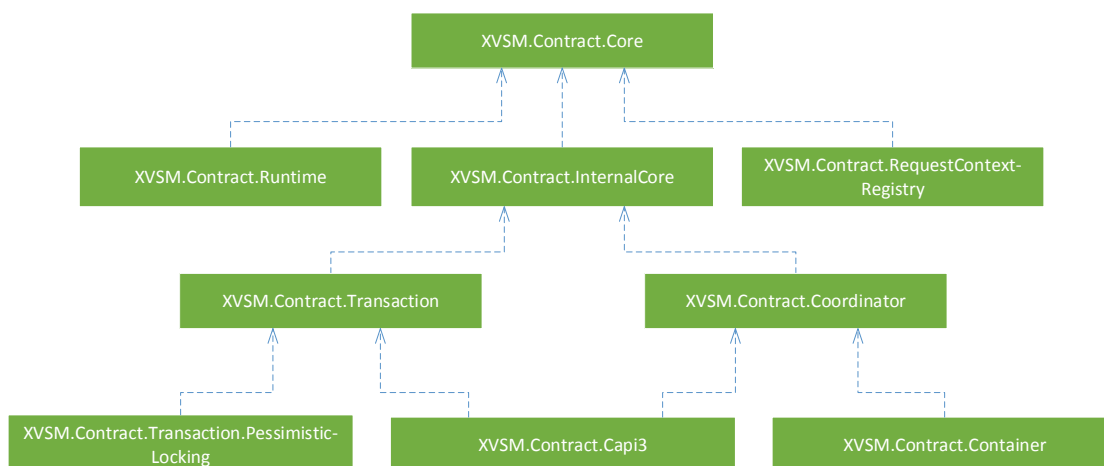 XVSM.Contract.Core
XVSM.Contract.Runtime
XVSM.Contract.InternalCore
XVSM.Contract.RequestContext-
Registry
XVSM.Contract.Transaction
XVSM.Contract.Coordinator
XVSM.Contract.Transaction.Pessimistic-
Locking
XVSM.Contract.Capi3
XVSM.Contract.Container